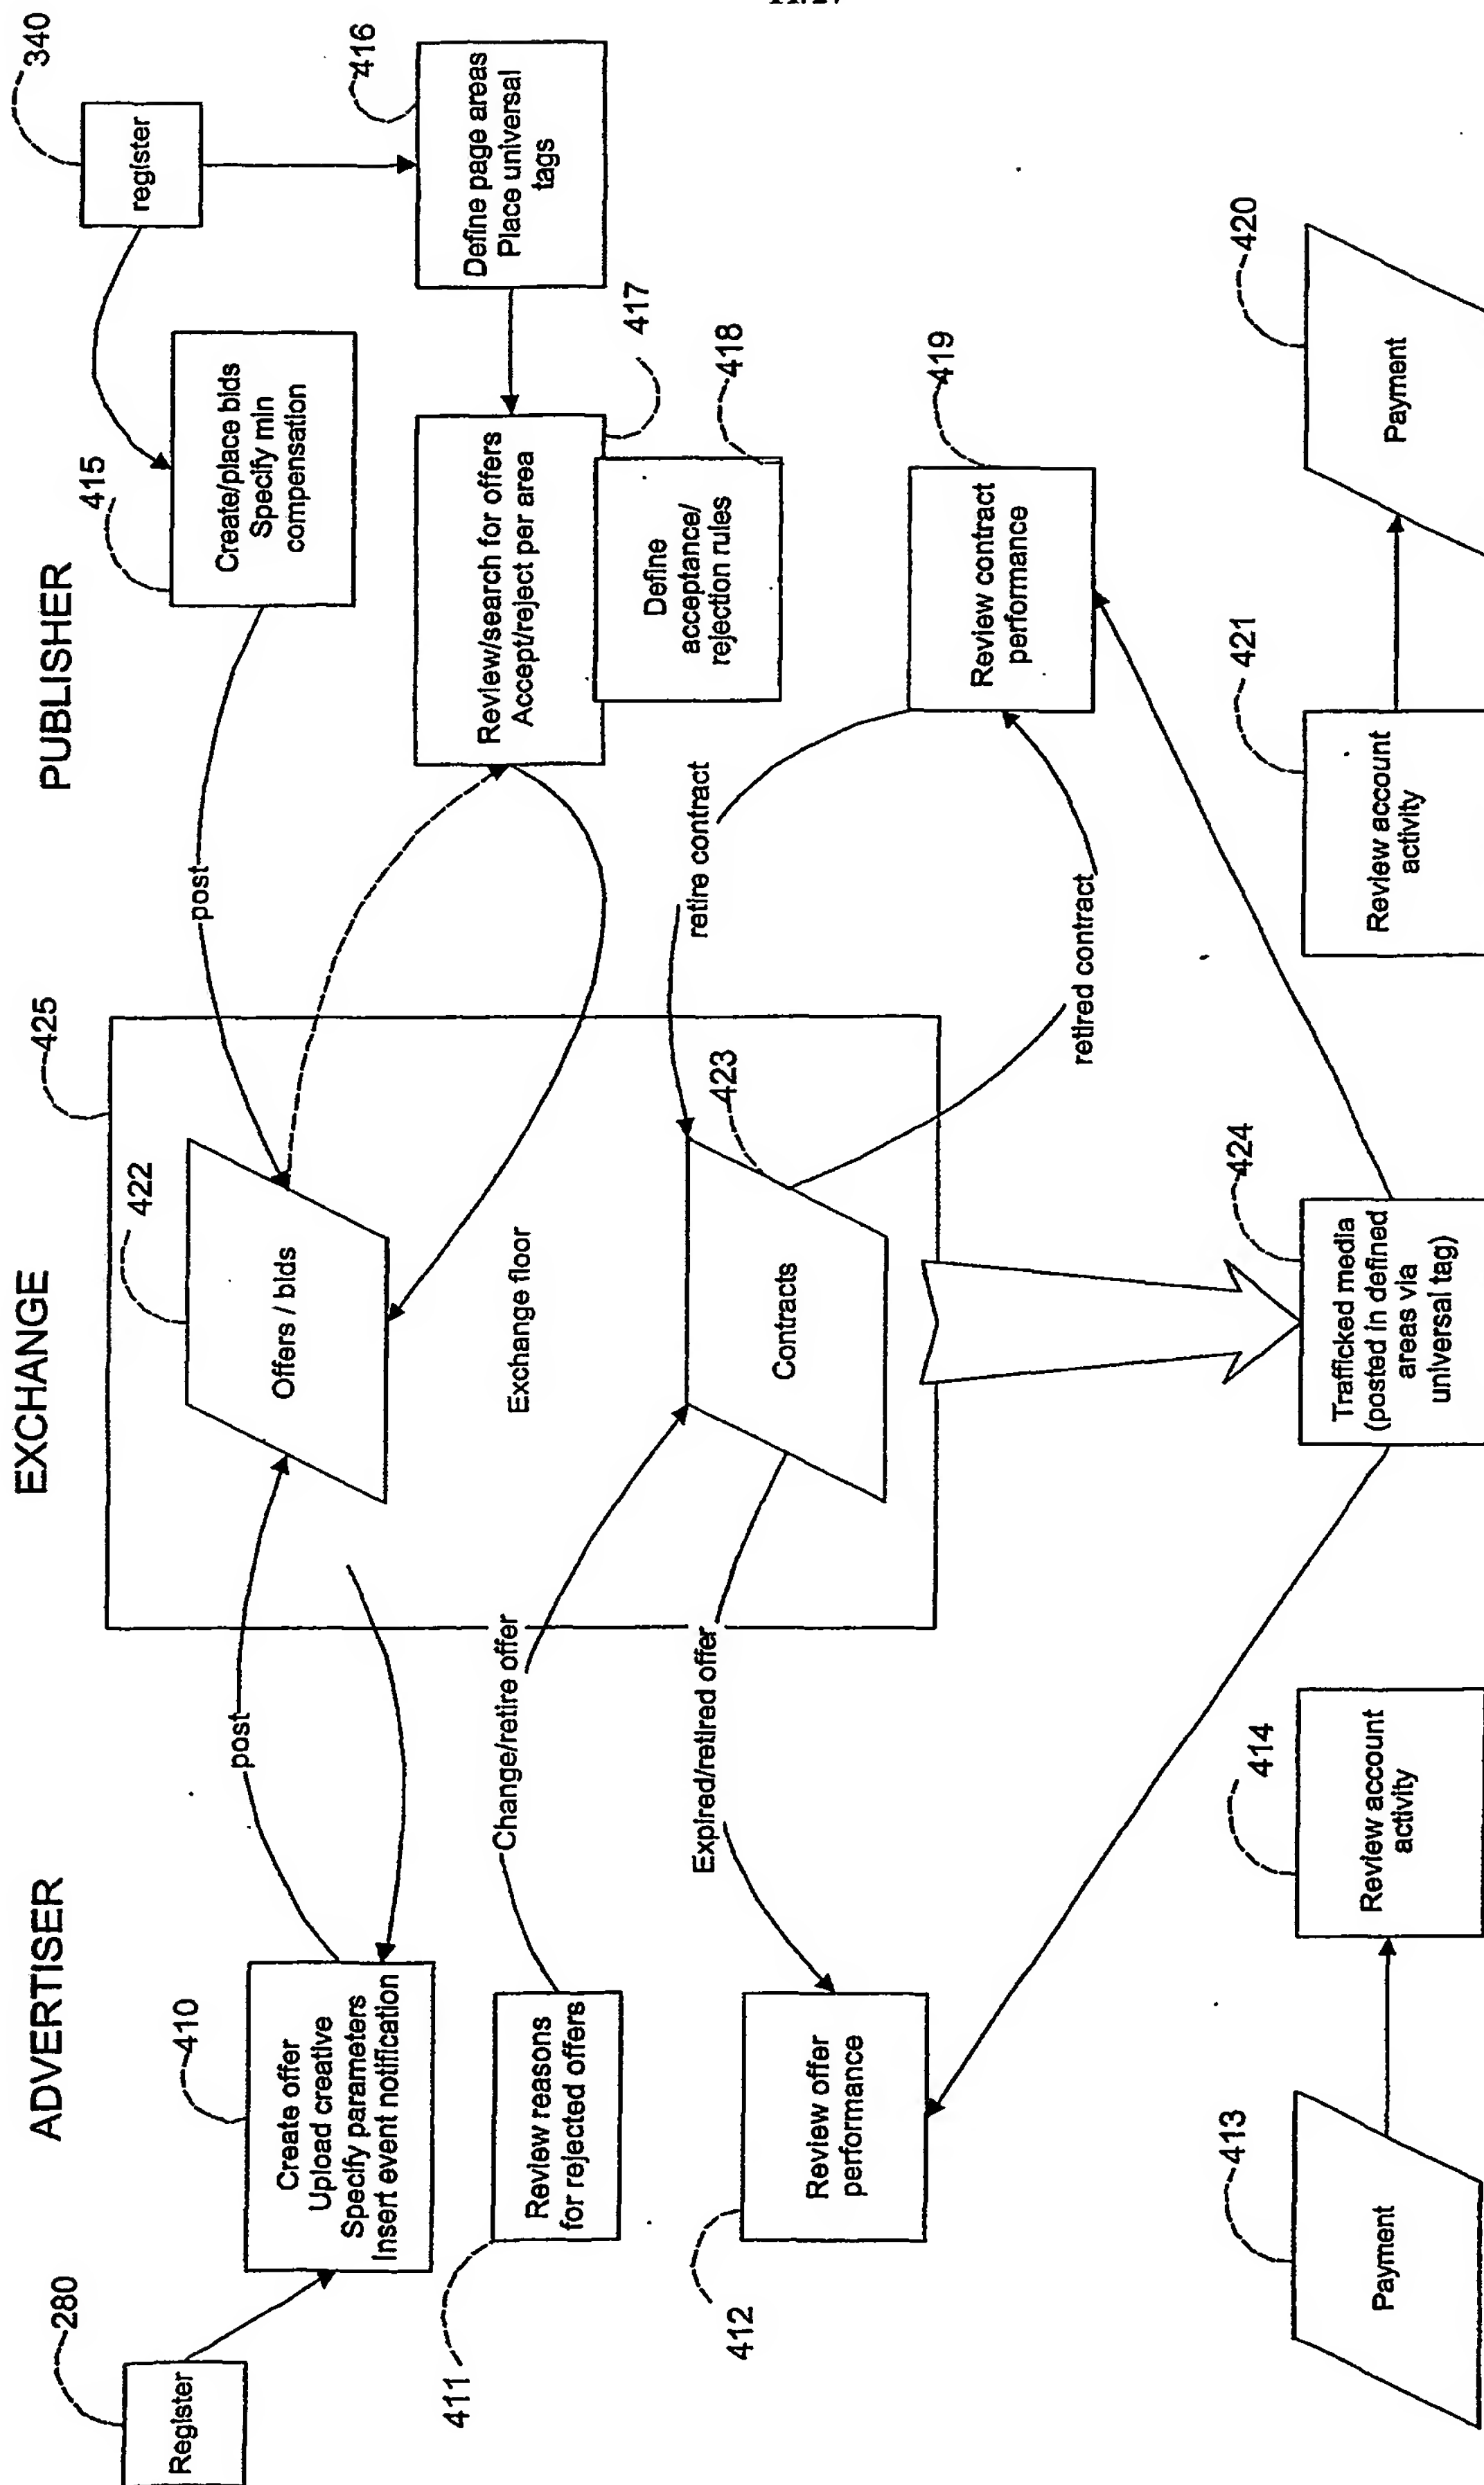 ADVERTISER
EXCHANGE
PUBLISHER
280
Register
410
Create offer
Upload creative
Specify parameters
Insert event notification
post
411
Review reasons
for rejected offers
Change/retire offer
412
Review offer
performance
Expired/retired offer
413
Payment
414
Review account
activity
425
422
Offers / bids
Exchange floor
423
Contracts
424
Trafficked media
(posted in defined
areas via
universal tag)
post
415
Create/place bids
Specify min
compensation
340
register
416
Define page areas
Place universal
tags
417
Review/search for offers
Accept/reject per area
418
Define
acceptance/
rejection rules
retire contract
retired contract
419
Review contract
performance
421
Review account
activity
420
Payment